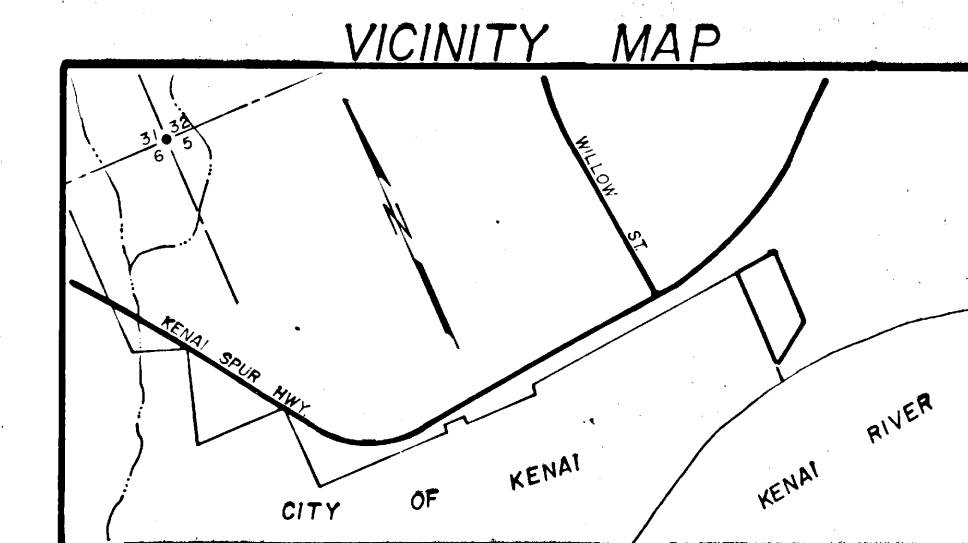 VICINITY MAP
31 32
6 5
N
WILLOW ST.
KENAI SPUR HWY.
CITY OF KENAI
KENAI RIVER